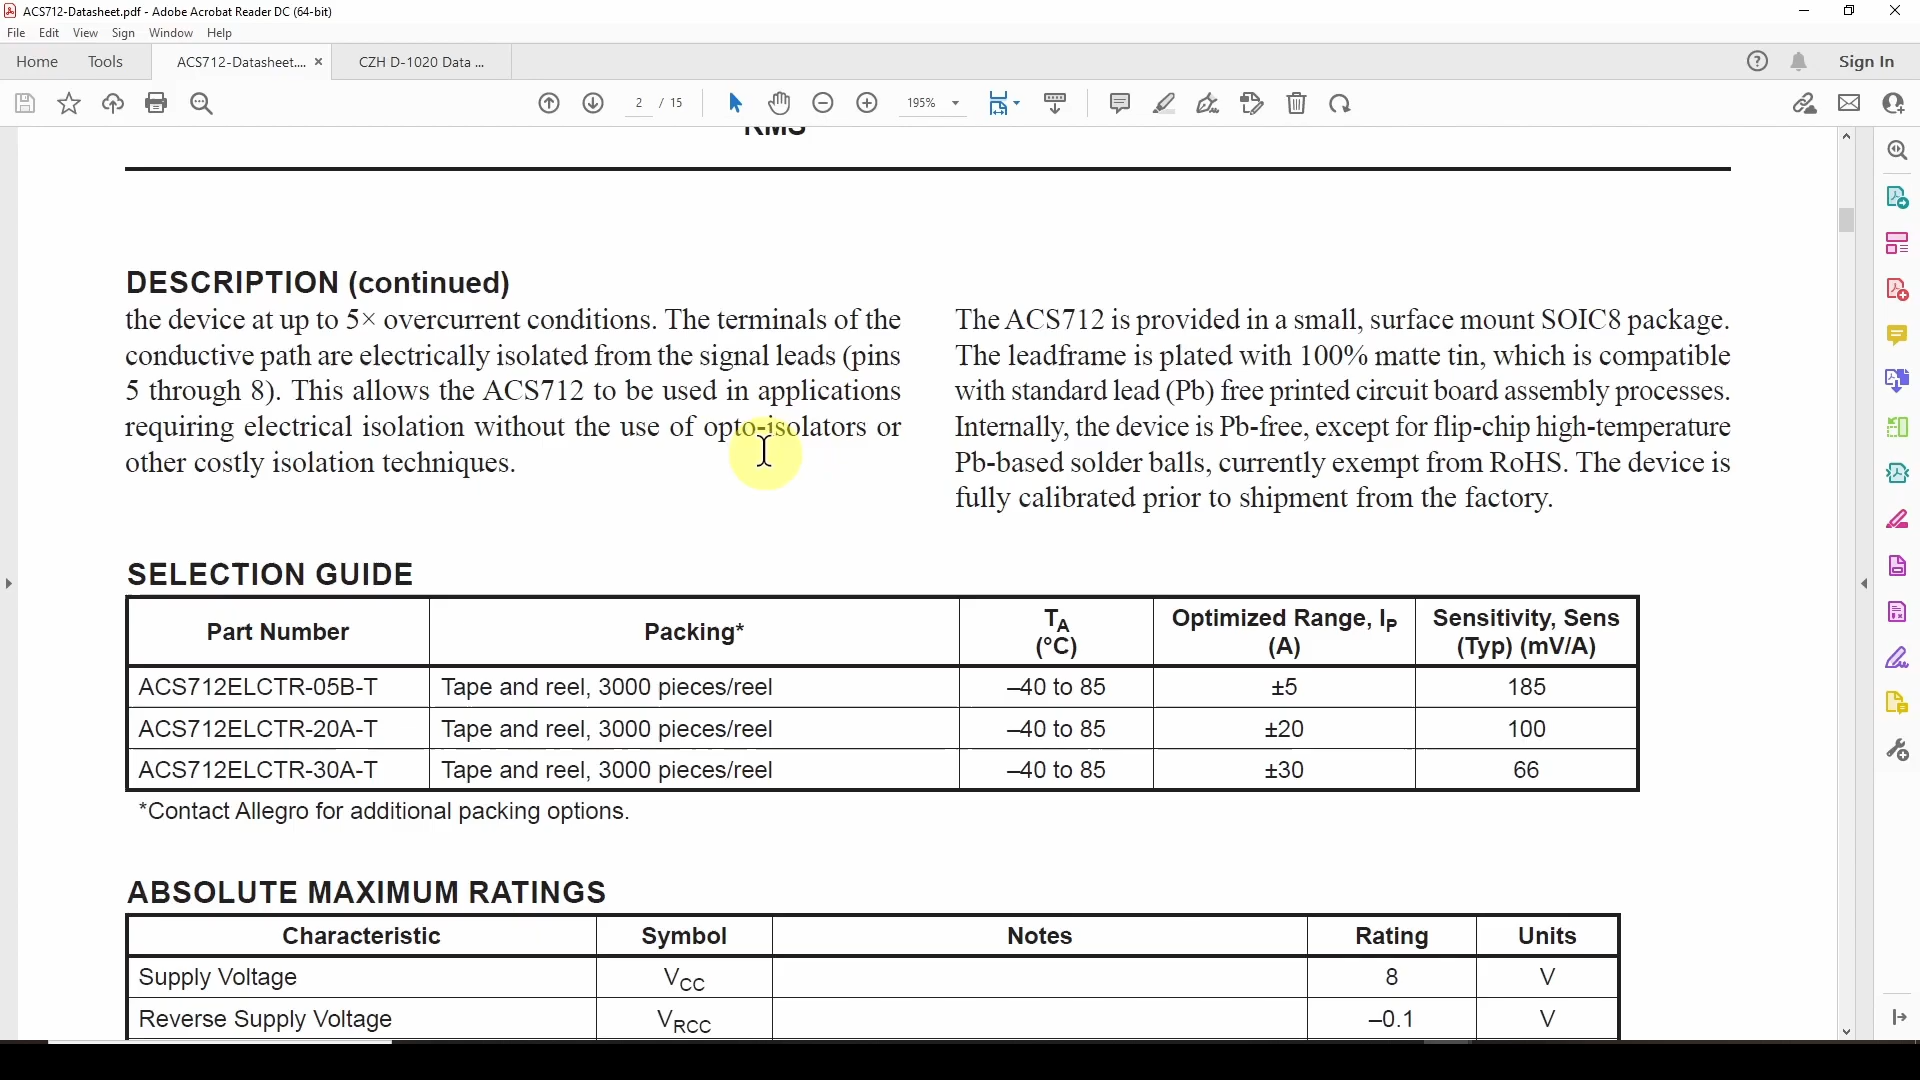 ACS712-Datasheet.pdf - Adobe Acrobat Reader DC (64-bit)
File Edit View Sign Window Help
Home Tools ACS712-Datasheet.... × CZH D-1020 Data ... Sign In
2 / 15 195%
RMS
DESCRIPTION (continued)
the device at up to 5× overcurrent conditions. The terminals of the
conductive path are electrically isolated from the signal leads (pins
5 through 8). This allows the ACS712 to be used in applications
requiring electrical isolation without the use of opto-isolators or
other costly isolation techniques.
The ACS712 is provided in a small, surface mount SOIC8 package.
The leadframe is plated with 100% matte tin, which is compatible
with standard lead (Pb) free printed circuit board assembly processes.
Internally, the device is Pb-free, except for flip-chip high-temperature
Pb-based solder balls, currently exempt from RoHS. The device is
fully calibrated prior to shipment from the factory.
SELECTION GUIDE
Part Number Packing* TA (°C) Optimized Range, IP (A) Sensitivity, Sens (Typ) (mV/A)
ACS712ELCTR-05B-T Tape and reel, 3000 pieces/reel –40 to 85 ±5 185
ACS712ELCTR-20A-T Tape and reel, 3000 pieces/reel –40 to 85 ±20 100
ACS712ELCTR-30A-T Tape and reel, 3000 pieces/reel –40 to 85 ±30 66
*Contact Allegro for additional packing options.
ABSOLUTE MAXIMUM RATINGS
Characteristic Symbol Notes Rating Units
Supply Voltage VCC 8 V
Reverse Supply Voltage VRCC –0.1 V